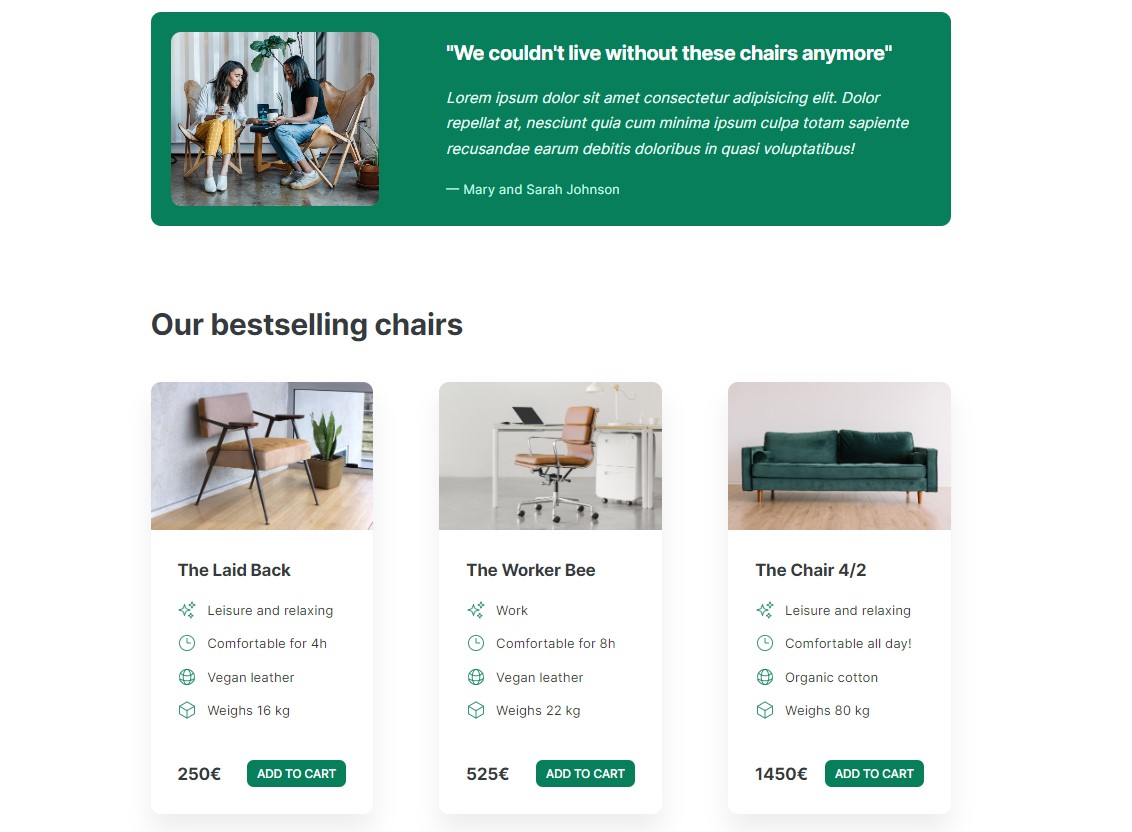 "We couldn't live without these chairs anymore"
Lorem ipsum dolor sit amet consectetur adipisicing elit. Dolor
repellat at, nesciunt quia cum minima ipsum culpa totam sapiente
recusandae earum debitis doloribus in quasi voluptatibus!
— Mary and Sarah Johnson
Our bestselling chairs
The Laid Back
Leisure and relaxing
Comfortable for 4h
Vegan leather
Weighs 16 kg
250€ ADD TO CART
The Worker Bee
Work
Comfortable for 8h
Vegan leather
Weighs 22 kg
525€ ADD TO CART
The Chair 4/2
Leisure and relaxing
Comfortable all day!
Organic cotton
Weighs 80 kg
1450€ ADD TO CART